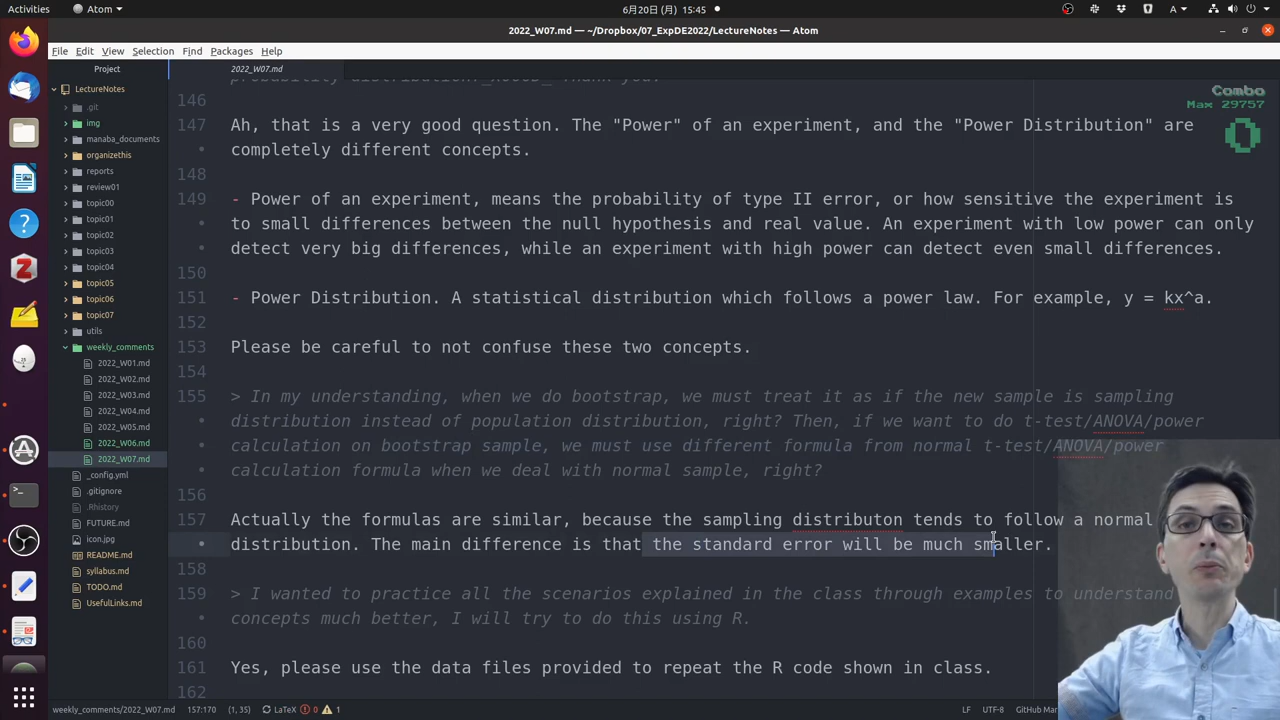 Activities
Atom
6月20日 (月) 15:45
A
2022_W07.md — ~/Dropbox/07_ExpDE2022/LectureNotes — Atom
File Edit View Selection Find Packages Help
Project
LectureNotes
.git
img
manaba_documents
organizethis
reports
review01
topic00
topic01
topic02
topic03
topic04
topic05
topic06
topic07
utils
weekly_comments
2022_W01.md
2022_W02.md
2022_W03.md
2022_W04.md
2022_W05.md
2022_W06.md
2022_W07.md
_config.yml
.gitignore
.Rhistory
FUTURE.md
icon.jpg
README.md
syllabus.md
TODO.md
UsefulLinks.md
2022_W07.md
Combo
Max 29757
0
146
147 Ah, that is a very good question. The "Power" of an experiment, and the "Power Distribution" are
completely different concepts.
148
149 - Power of an experiment, means the probability of type II error, or how sensitive the experiment is
to small differences between the null hypothesis and real value. An experiment with low power can only
detect very big differences, while an experiment with high power can detect even small differences.
150
151 - Power Distribution. A statistical distribution which follows a power law. For example, y = kx^a.
152
153 Please be careful to not confuse these two concepts.
154
155 > In my understanding, when we do bootstrap, we must treat it as if the new sample is sampling
distribution instead of population distribution, right? Then, if we want to do t-test/ANOVA/power
calculation on bootstrap sample, we must use different formula from normal t-test/ANOVA/power
calculation formula when we deal with normal sample, right?
156
157 Actually the formulas are similar, because the sampling distributon tends to follow a normal
distribution. The main difference is that the standard error will be much smaller.
158
159 > I wanted to practice all the scenarios explained in the class through examples to understand
concepts much better, I will try to do this using R.
160
161 Yes, please use the data files provided to repeat the R code shown in class.
162
weekly_comments/2022_W07.md 157:170 (1, 35) LaTeX 0 1 LF UTF-8 GitHub Mar